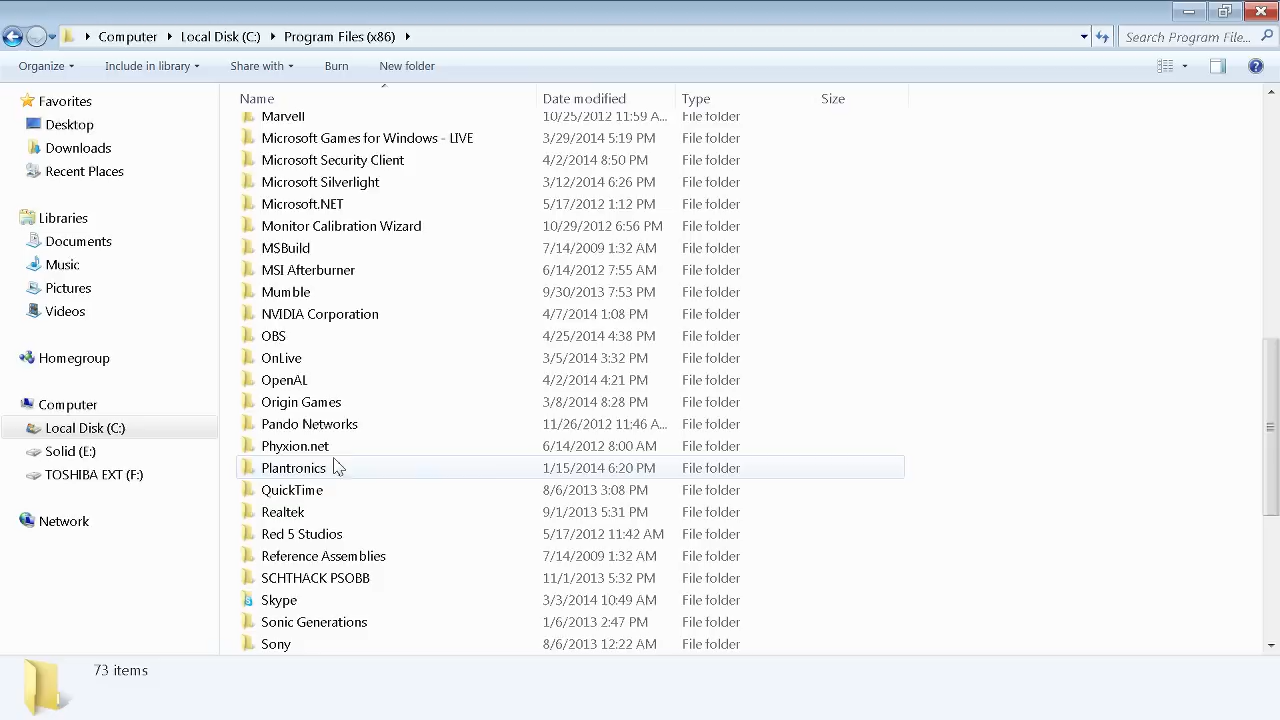 Computer Local Disk (C:) Program Files (x86) Search Program File...
Organize Include in library Share with Burn New folder
Favorites
Desktop
Downloads
Recent Places
Libraries
Documents
Music
Pictures
Videos
Homegroup
Computer
Local Disk (C:)
Solid (E:)
TOSHIBA EXT (F:)
Network
Name Date modified Type Size
Marvell 10/25/2012 11:59 A... File folder
Microsoft Games for Windows - LIVE 3/29/2014 5:19 PM File folder
Microsoft Security Client 4/2/2014 8:50 PM File folder
Microsoft Silverlight 3/12/2014 6:26 PM File folder
Microsoft.NET 5/17/2012 1:12 PM File folder
Monitor Calibration Wizard 10/29/2012 6:56 PM File folder
MSBuild 7/14/2009 1:32 AM File folder
MSI Afterburner 6/14/2012 7:55 AM File folder
Mumble 9/30/2013 7:53 PM File folder
NVIDIA Corporation 4/7/2014 1:08 PM File folder
OBS 4/25/2014 4:38 PM File folder
OnLive 3/5/2014 3:32 PM File folder
OpenAL 4/2/2014 4:21 PM File folder
Origin Games 3/8/2014 8:28 PM File folder
Pando Networks 11/26/2012 11:46 A... File folder
Phyxion.net 6/14/2012 8:00 AM File folder
Plantronics 1/15/2014 6:20 PM File folder
QuickTime 8/6/2013 3:08 PM File folder
Realtek 9/1/2013 5:31 PM File folder
Red 5 Studios 5/17/2012 11:42 AM File folder
Reference Assemblies 7/14/2009 1:32 AM File folder
SCHTHACK PSOBB 11/1/2013 5:32 PM File folder
Skype 3/3/2014 10:49 AM File folder
Sonic Generations 1/6/2013 2:47 PM File folder
Sony 8/6/2013 12:22 AM File folder
73 items